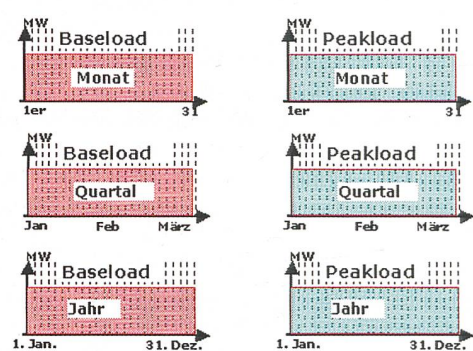 MW
Baseload
Monat
1er 31
MW
Peakload
Monat
1er 31
MW
Baseload
Quartal
Jan Feb März
MW
Peakload
Quartal
Jan Feb März
MW
Baseload
Jahr
1. Jan. 31. Dez.
MW
Peakload
Jahr
1. Jan. 31. Dez.